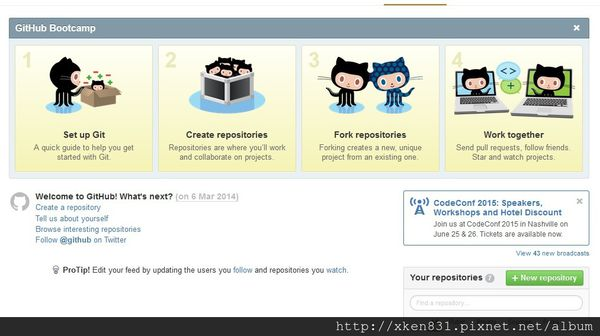 GitHub Bootcamp
1
Set up Git
A quick guide to help you get
started with Git.
2
Create repositories
Repositories are where you'll work
and collaborate on projects.
3
Fork repositories
Forking creates a new, unique
project from an existing one.
4
Work together
Send pull requests, follow friends.
Star and watch projects.
Welcome to GitHub! What's next? (on 6 Mar 2014)
Create a repository
Tell us about yourself
Browse interesting repositories
Follow @github on Twitter
ProTip! Edit your feed by updating the users you follow and repositories you watch.
CodeConf 2015: Speakers,
Workshops and Hotel Discount
Join us at CodeConf 2015 in Nashville on
June 25 & 26. Tickets are available now.
View 43 new broadcasts
Your repositories 7
New repository
Find a repository...
http://xken831.pixnet.net/album